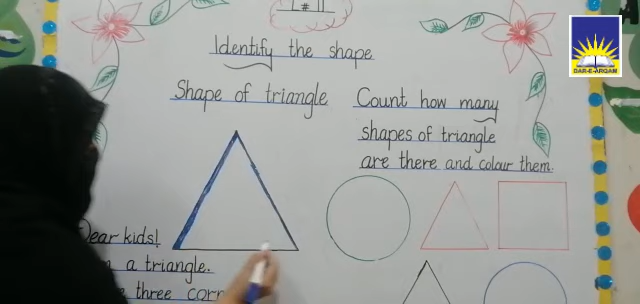 L # 11
Identify the shape
Shape of triangle
Count how many
shapes of triangle
are there and colour them.
Dear kids!
a triangle.
three
DAR-E-ARQAM